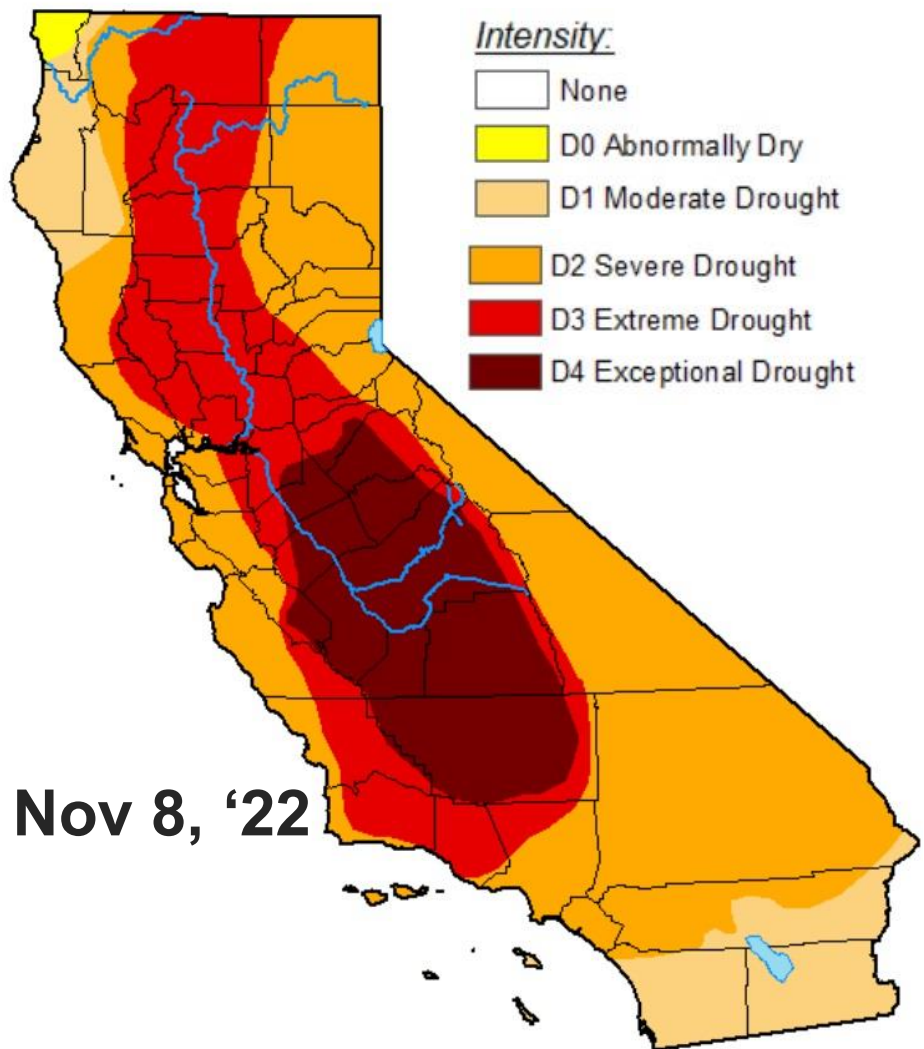 Intensity:
None
D0 Abnormally Dry
D1 Moderate Drought
D2 Severe Drought
D3 Extreme Drought
D4 Exceptional Drought
Nov 8, ‘22